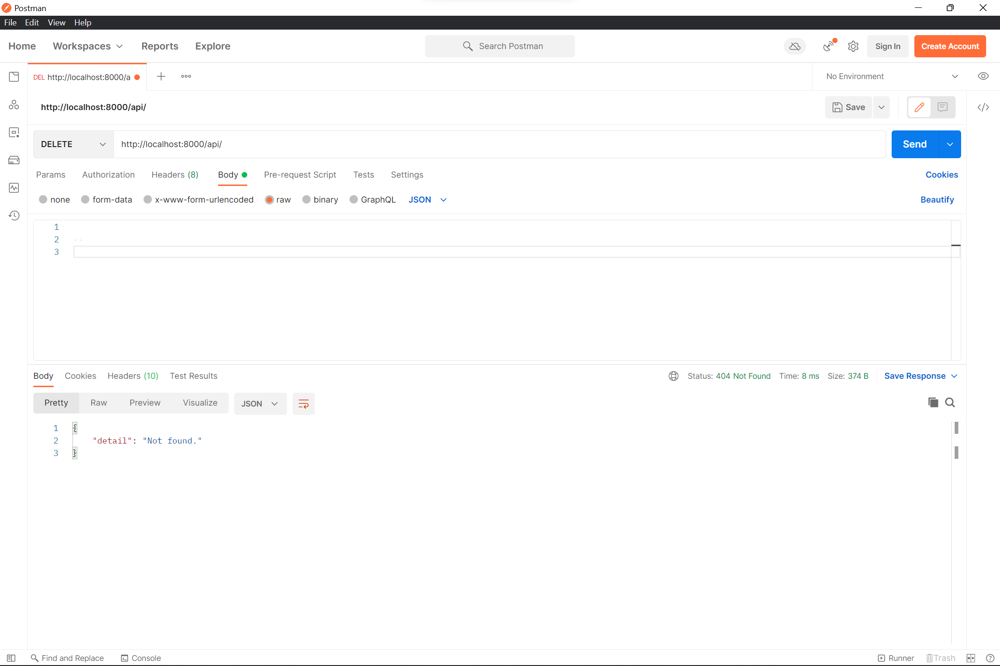 Postman
File Edit View Help
Home Workspaces Reports Explore Search Postman Sign In Create Account
DEL http://localhost:8000/a No Environment
http://localhost:8000/api/ Save
DELETE http://localhost:8000/api/ Send
Params Authorization Headers (8) Body Pre-request Script Tests Settings Cookies
none form-data x-www-form-urlencoded raw binary GraphQL JSON Beautify
1
2
3
Body Cookies Headers (10) Test Results Status: 404 Not Found Time: 8 ms Size: 374 B Save Response
Pretty Raw Preview Visualize JSON
1 {
2 "detail": "Not found."
3 }
Find and Replace Console Runner Trash